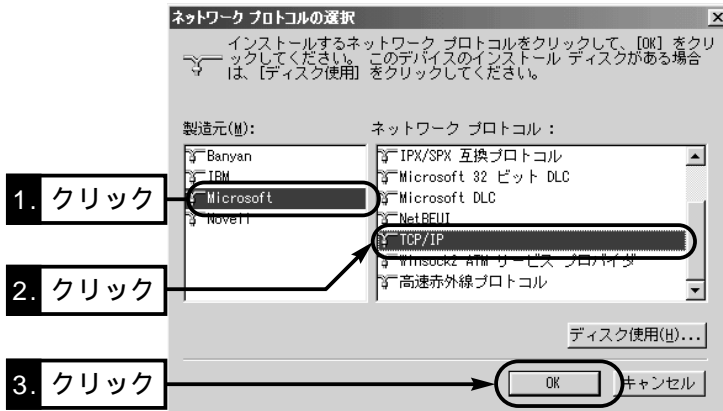 ネットワーク プロトコルの選択
インストールするネットワーク プロトコルをクリックして、[OK] をクリ
ックしてください。 このデバイスのインストール ディスクがある場合
は、[ディスク使用] をクリックしてください。
製造元(M):
ネットワーク プロトコル :
Banyan
IBM
Microsoft
Novell
IPX/SPX 互換プロトコル
Microsoft 32 ビット DLC
Microsoft DLC
NetBEUI
TCP/IP
Winsock2 ATM サービス プロバイダ
高速赤外線プロトコル
ディスク使用(H)...
OK
キャンセル
1. クリック
2. クリック
3. クリック